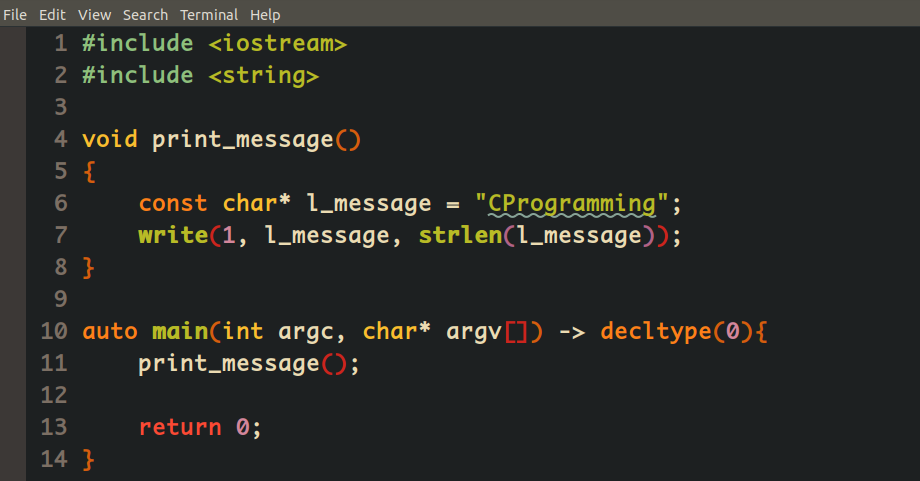 File Edit View Search Terminal Help
1 #include <iostream>
2 #include <string>
3
4 void print_message()
5 {
6     const char* l_message = "CProgramming";
7     write(1, l_message, strlen(l_message));
8 }
9
10 auto main(int argc, char* argv[]) -> decltype(0){
11     print_message();
12
13     return 0;
14 }